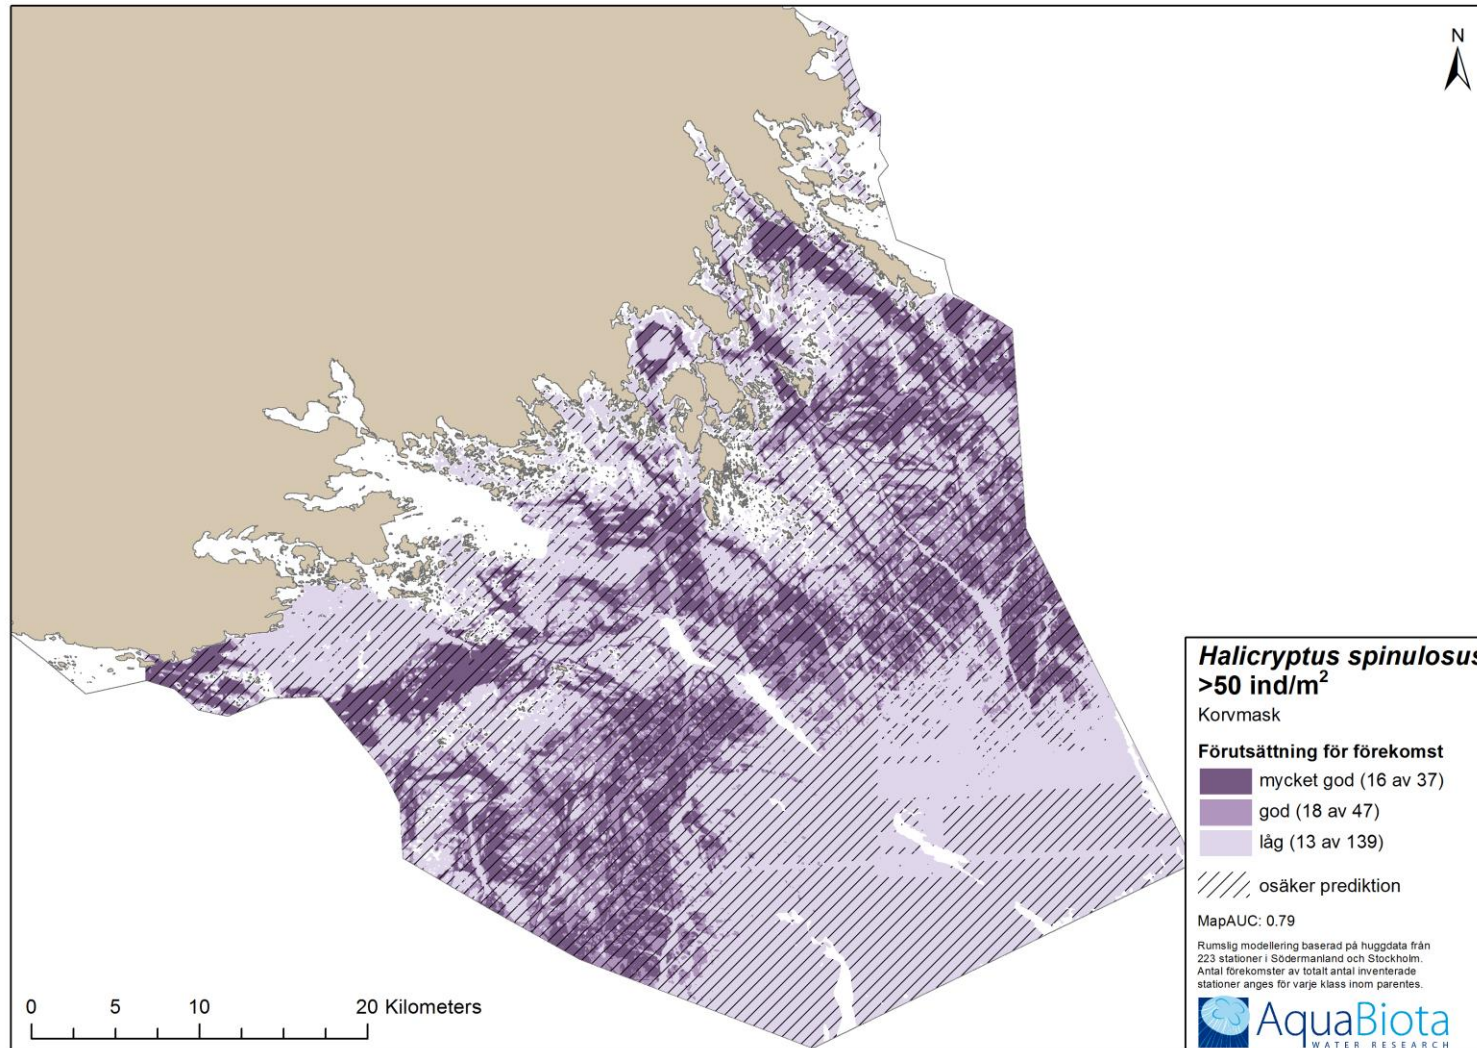 N
Halicryptus spinulosus
>50 ind/m²
Korvmask
Förutsättning för förekomst
mycket god (16 av 37)
god (18 av 47)
låg (13 av 139)
osäker prediktion
MapAUC: 0.79
Rumslig modellering baserad på huggdata från
223 stationer i Södermanland och Stockholm.
Antal förekomster av totalt antal inventerade
stationer anges för varje klass inom parentes.
0 5 10 20 Kilometers
AquaBiota
WATER RESEARCH